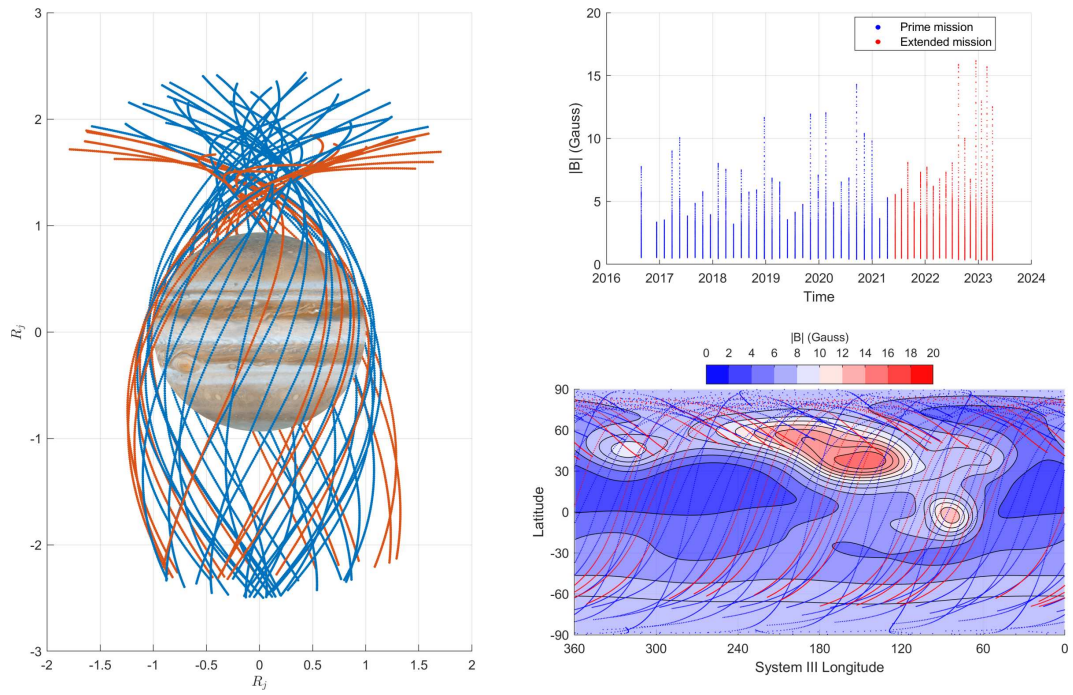 3
2
1
0
-1
-2
-3
R_j
-2 -1.5 -1 -0.5 0 0.5 1 1.5 2
R_j
20
15
10
5
0
|B| (Gauss)
Prime mission
Extended mission
2016 2017 2018 2019 2020 2021 2022 2023 2024
Time
|B| (Gauss)
0 2 4 6 8 10 12 14 16 18 20
90
60
30
0
-30
-60
-90
Latitude
360 300 240 180 120 60 0
System III Longitude